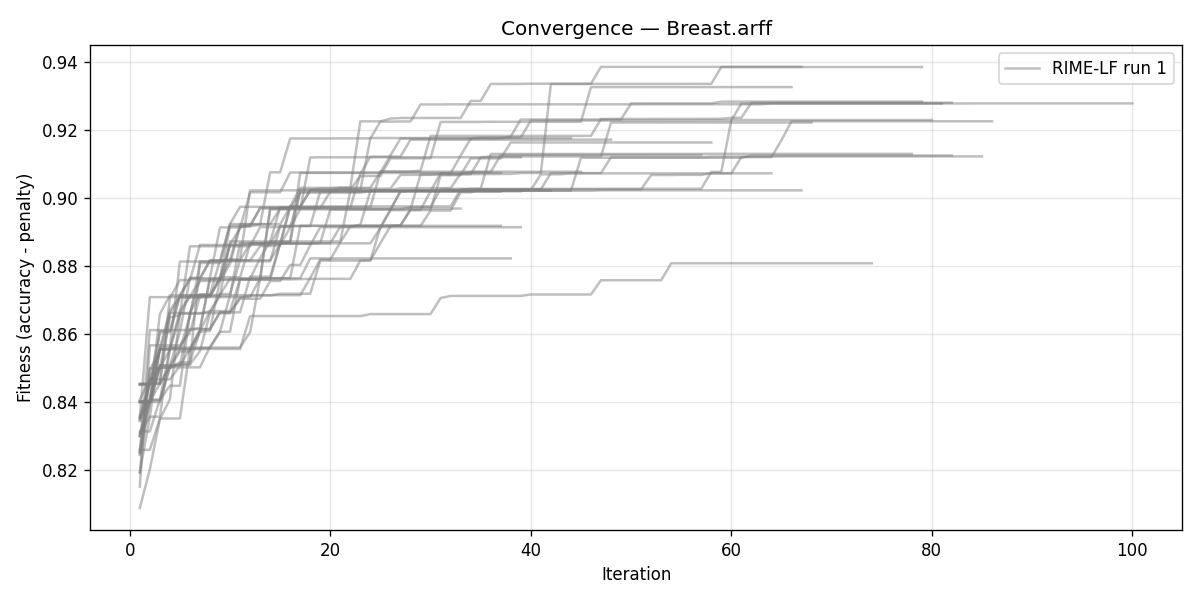 Convergence — Breast.arff
RIME-LF run 1
Fitness (accuracy - penalty)
0.94
0.92
0.90
0.88
0.86
0.84
0.82
0 20 40 60 80 100
Iteration